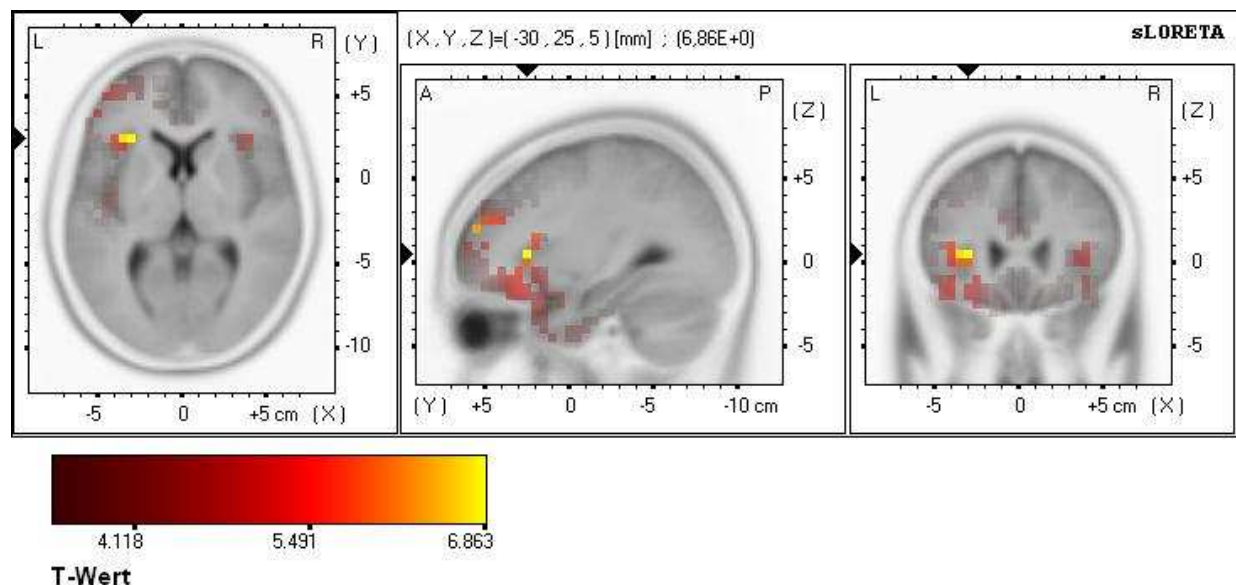 (X,Y,Z)=(-30,25,5)[mm] ; (6,86E+0)
sLORETA
L R (Y)
+5
0
-5
-10
-5 0 +5 cm (X)
A P (Z)
+5
0
-5
(Y) +5 0 -5 -10 cm
L R (Z)
+5
0
-5
-5 0 +5 cm (X)
4.118 5.491 6.863
T-Wert